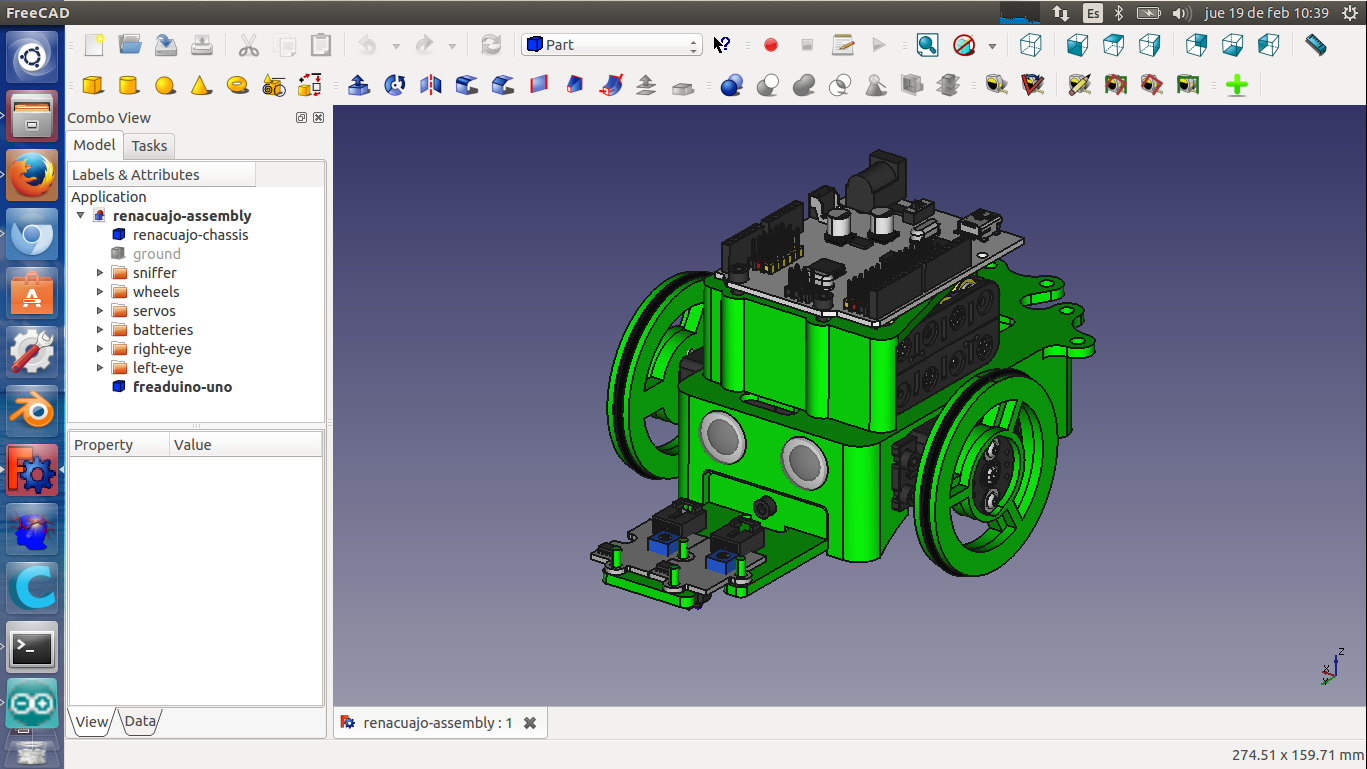 FreeCAD
Es
jue 19 de feb 10:39
Part
Combo View
Model
Tasks
Labels & Attributes
Application
renacuajo-assembly
renacuajo-chassis
ground
sniffer
wheels
servos
batteries
right-eye
left-eye
freaduino-uno
Property
Value
View
Data
renacuajo-assembly : 1
Z
X
Y
274.51 x 159.71 mm